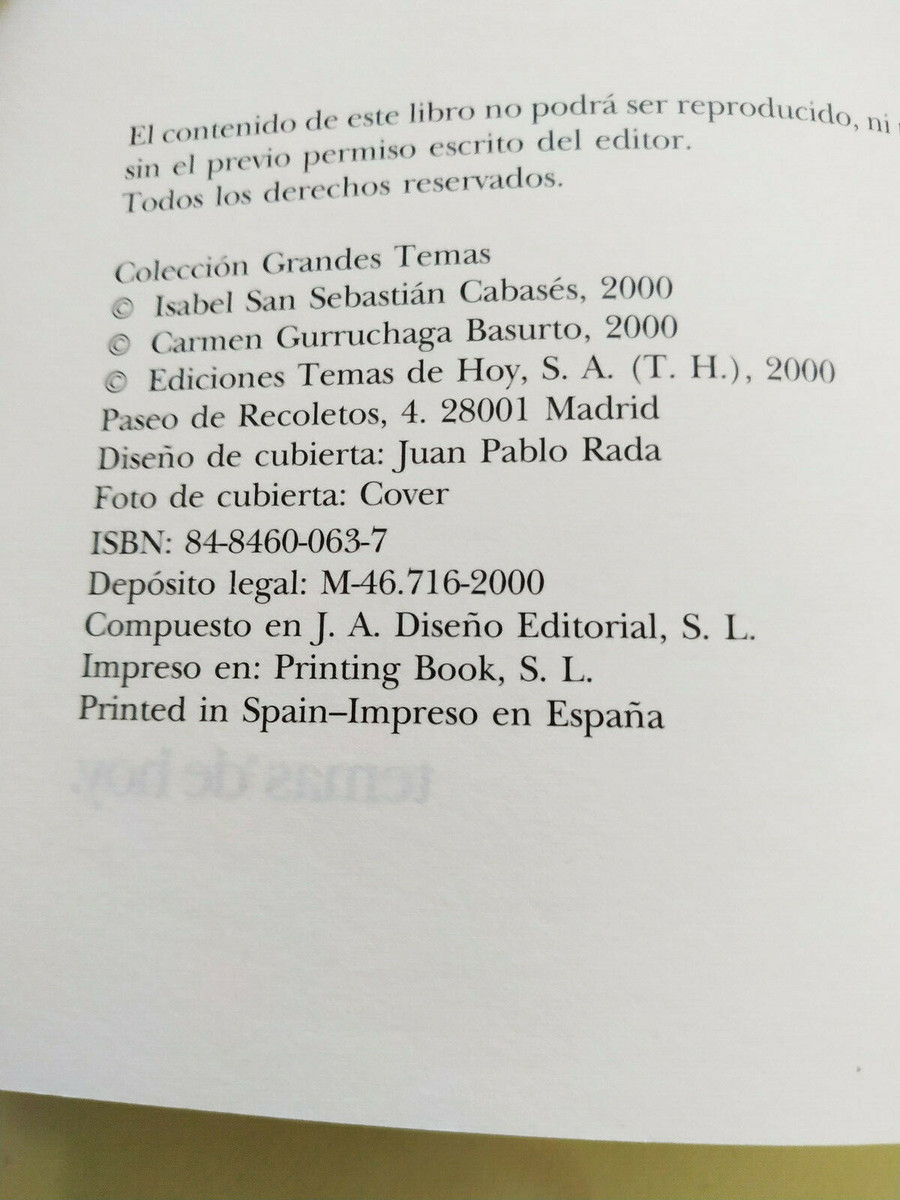 El contenido de este libro no podrá ser reproducido, ni
sin el previo permiso escrito del editor.
Todos los derechos reservados.
Colección Grandes Temas
© Isabel San Sebastián Cabasés, 2000
© Carmen Gurruchaga Basurto, 2000
© Ediciones Temas de Hoy, S. A. (T. H.), 2000
Paseo de Recoletos, 4. 28001 Madrid
Diseño de cubierta: Juan Pablo Rada
Foto de cubierta: Cover
ISBN: 84-8460-063-7
Depósito legal: M-46.716-2000
Compuesto en J. A. Diseño Editorial, S. L.
Impreso en: Printing Book, S. L.
Printed in Spain–Impreso en España
temas de hoy.